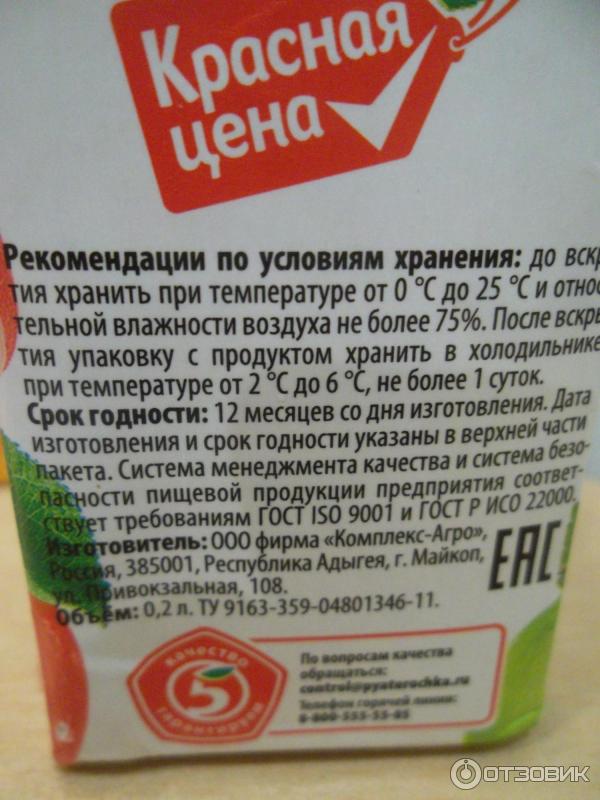 Красная
цена
Рекомендации по условиям хранения: до вскр
тия хранить при температуре от 0 °С до 25 °С и относ
тельной влажности воздуха не более 75%. После вскры
тия упаковку с продуктом хранить в холодильнике
при температуре от 2 °С до 6 °С, не более 1 суток.
Срок годности: 12 месяцев со дня изготовления. Дата
изготовления и срок годности указаны в верхней части
пакета. Система менеджмента качества и система безо-
пасности пищевой продукции предприятия соответ-
ствует требованиям ГОСТ ISO 9001 и ГОСТ Р ИСО 22000.
Изготовитель: ООО фирма «Комплекс-Агро»,
Россия, 385001, Республика Адыгея, г. Майкоп,
ул. Привокзальная, 108.
Объём: 0,2 л. ТУ 9163-359-04801346-11.
EAC
качество
5
гарантируем
По вопросам качества
обращаться:
control@pyaterochka.ru
Телефон горячей линии:
8-800-555-55-05
ОТЗОВИК